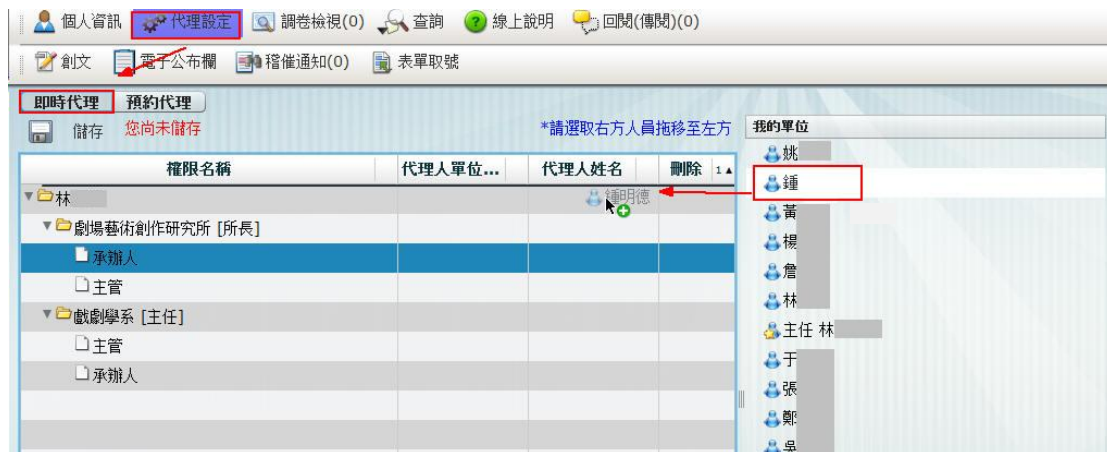 個人資訊 代理設定 調卷檢視(0) 查詢 線上說明 回閱(傳閱)(0)
創文 電子公布欄 稽催通知(0) 表單取號
即時代理 預約代理
儲存 您尚未儲存 *請選取右方人員拖移至左方
權限名稱 代理人單位... 代理人姓名 刪除 1▲
林 鍾明德
劇場藝術創作研究所 [所長]
承辦人
主管
戲劇學系 [主任]
主管
承辦人
我的單位
姚
鍾
黃
楊
詹
林
主任 林
于
張
鄭
吳